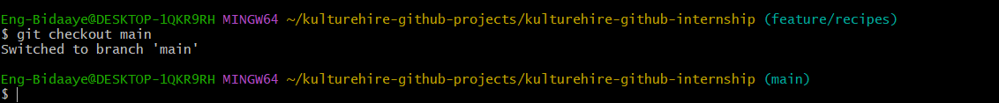 Eng-Bidaaye@DESKTOP-1QKR9RH MINGW64 ~/kulturehire-github-projects/kulturehire-github-internship (feature/recipes)
$ git checkout main
Switched to branch 'main'
Eng-Bidaaye@DESKTOP-1QKR9RH MINGW64 ~/kulturehire-github-projects/kulturehire-github-internship (main)
$